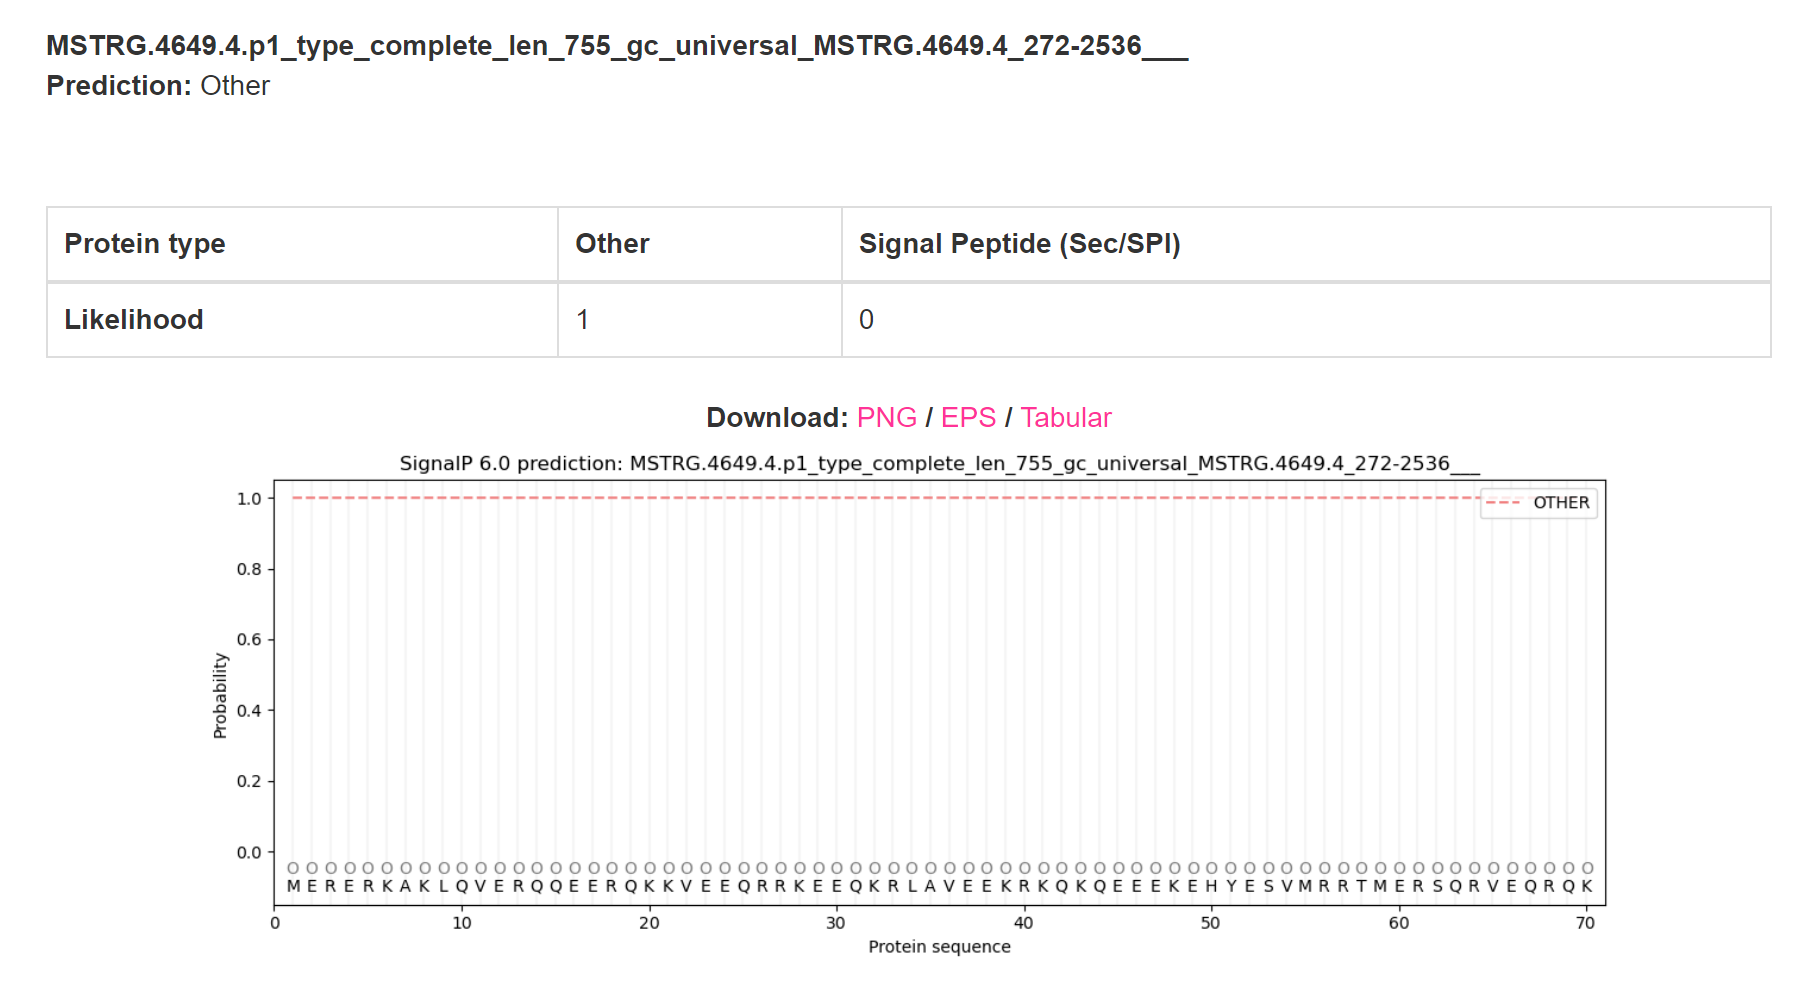 MSTRG.4649.4.p1_type_complete_len_755_gc_universal_MSTRG.4649.4_272-2536___
Prediction: Other
Protein type Other Signal Peptide (Sec/SPI)
Likelihood 1 0
Download: PNG / EPS / Tabular
SignalP 6.0 prediction: MSTRG.4649.4.p1_type_complete_len_755_gc_universal_MSTRG.4649.4_272-2536___
OTHER
1.0
0.8
0.6
0.4
0.2
0.0
Probability
O O O O O O O O O O O O O O O O O O O O O O O O O O O O O O O O O O O O O O O O O O O O O O O O O O O O O O O O O O O O O O O O O O O O O O
M E R E R K A K L Q V E R Q Q E E R Q K K V E E Q R R K E E Q K R L A V E E K R K Q K Q E E E K E H Y E S V M R R T M E R S Q R V E Q R Q K
0 10 20 30 40 50 60 70
Protein sequence